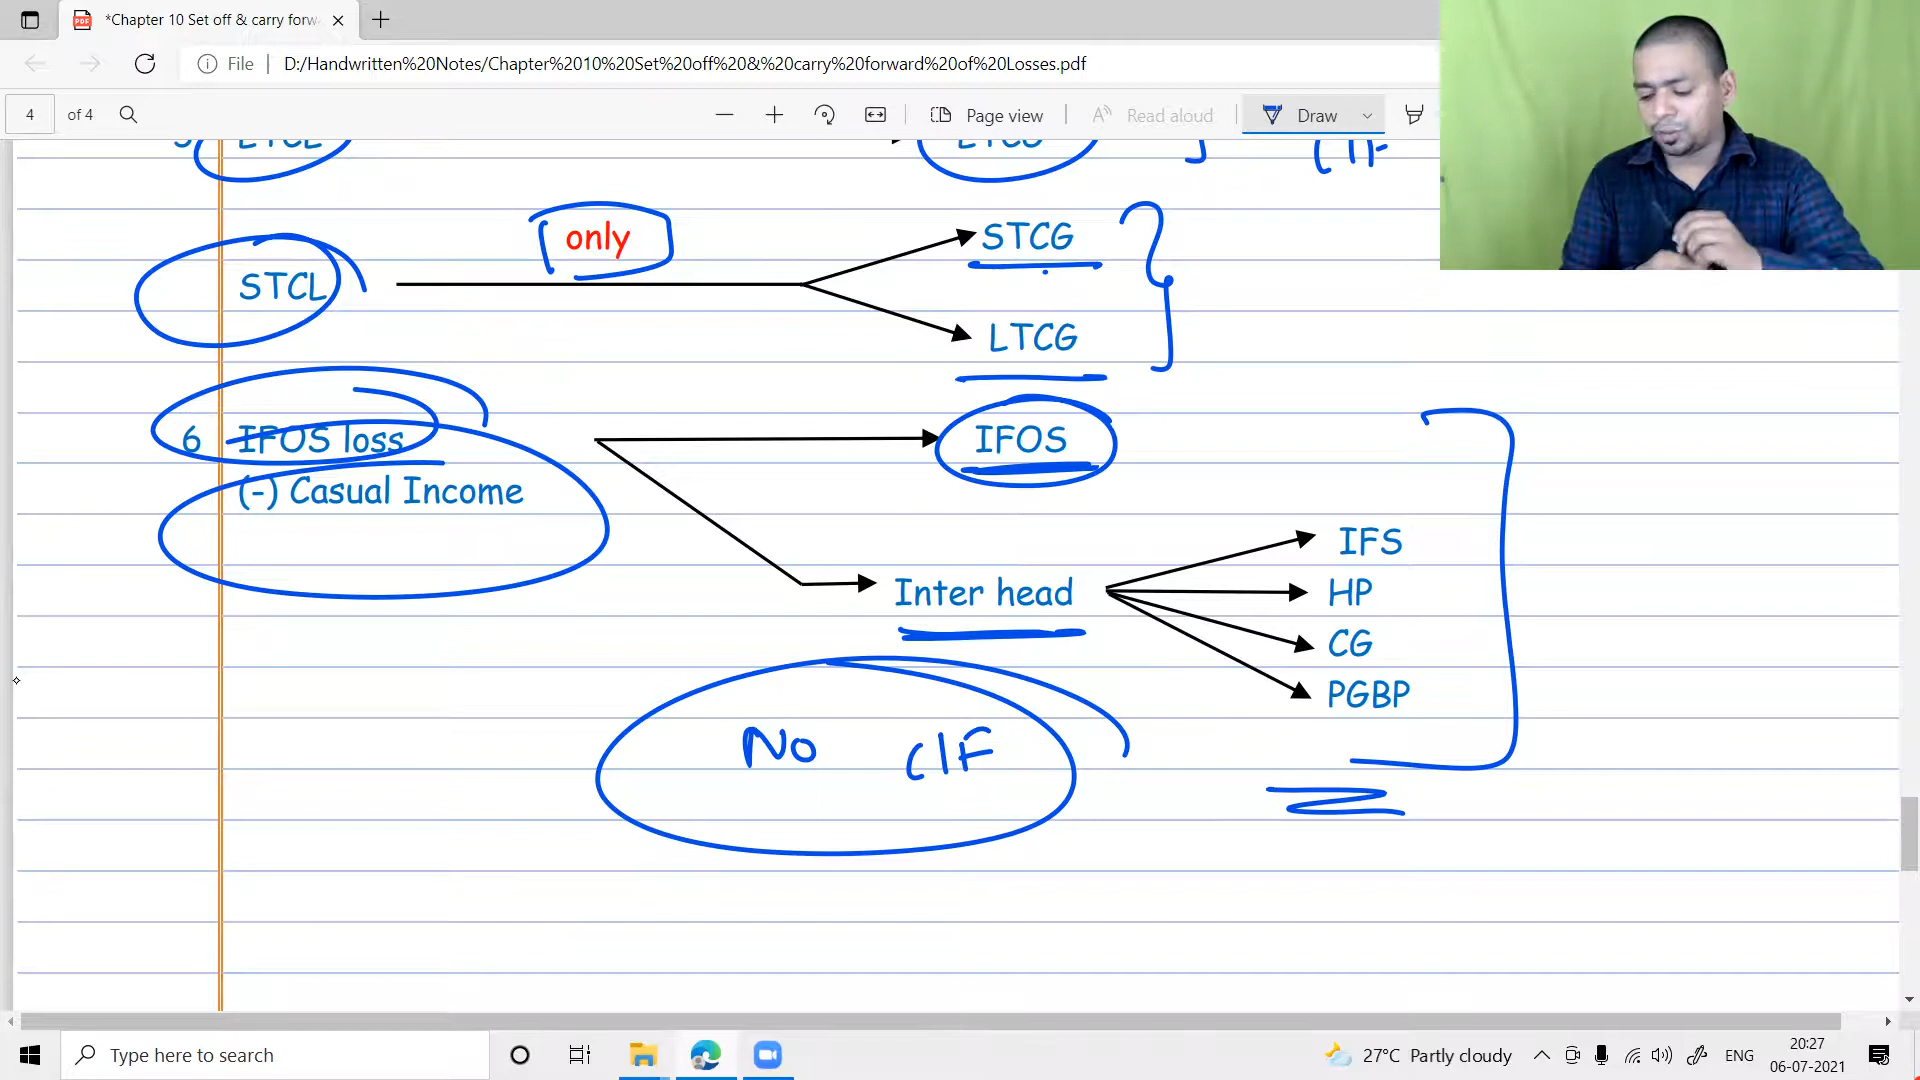 *Chapter 10 Set off & carry forw
File
D:/Handwritten%20Notes/Chapter%2010%20Set%20off%20&%20carry%20forward%20of%20Losses.pdf
4 of 4
Page view
Read aloud
Draw
LTCL LTCG
only
STCG
STCL
LTCG
6 IFOS loss IFOS
(-) Casual Income
IFS
Inter head HP
CG
PGBP
No C/F
Type here to search
27°C Partly cloudy
ENG
20:27
06-07-2021